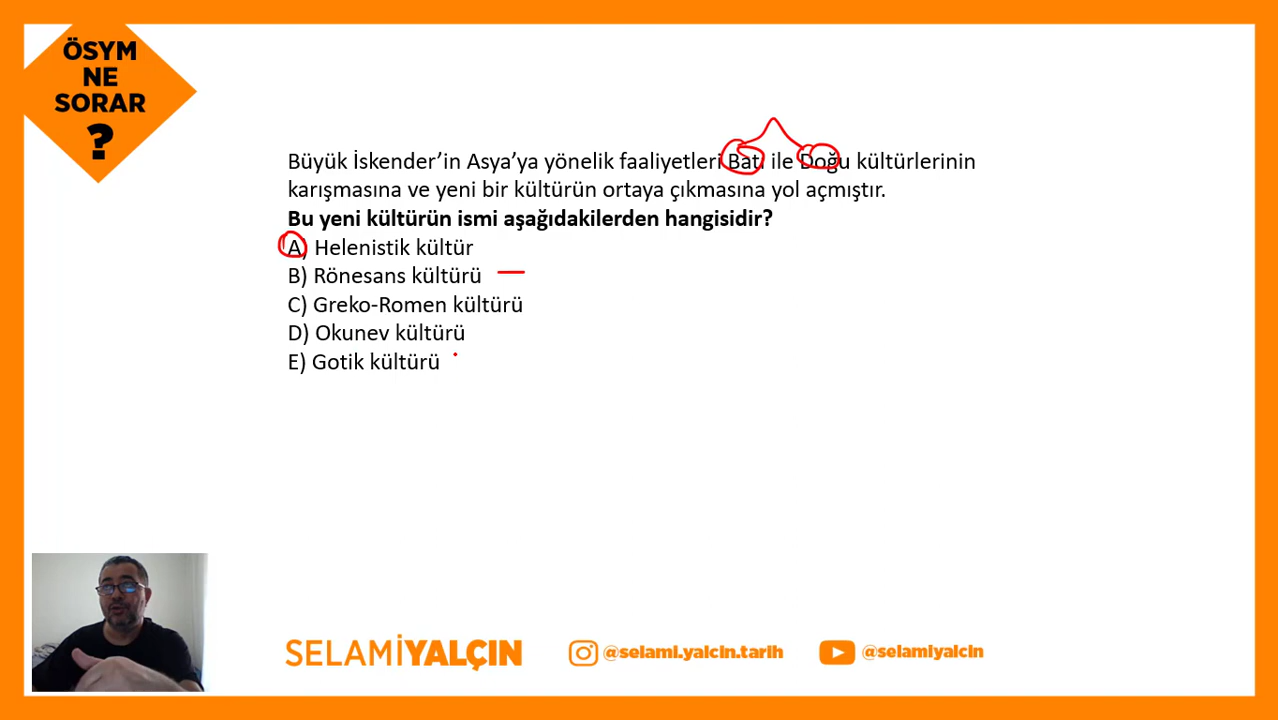 ÖSYM
NE
SORAR
?
Büyük İskender’in Asya’ya yönelik faaliyetleri Batı ile Doğu kültürlerinin
karışmasına ve yeni bir kültürün ortaya çıkmasına yol açmıştır.
Bu yeni kültürün ismi aşağıdakilerden hangisidir?
A) Helenistik kültür
B) Rönesans kültürü
C) Greko-Romen kültürü
D) Okunev kültürü
E) Gotik kültürü
SELAMİYALÇIN
@selami.yalcin.tarih
@selamiyalcin